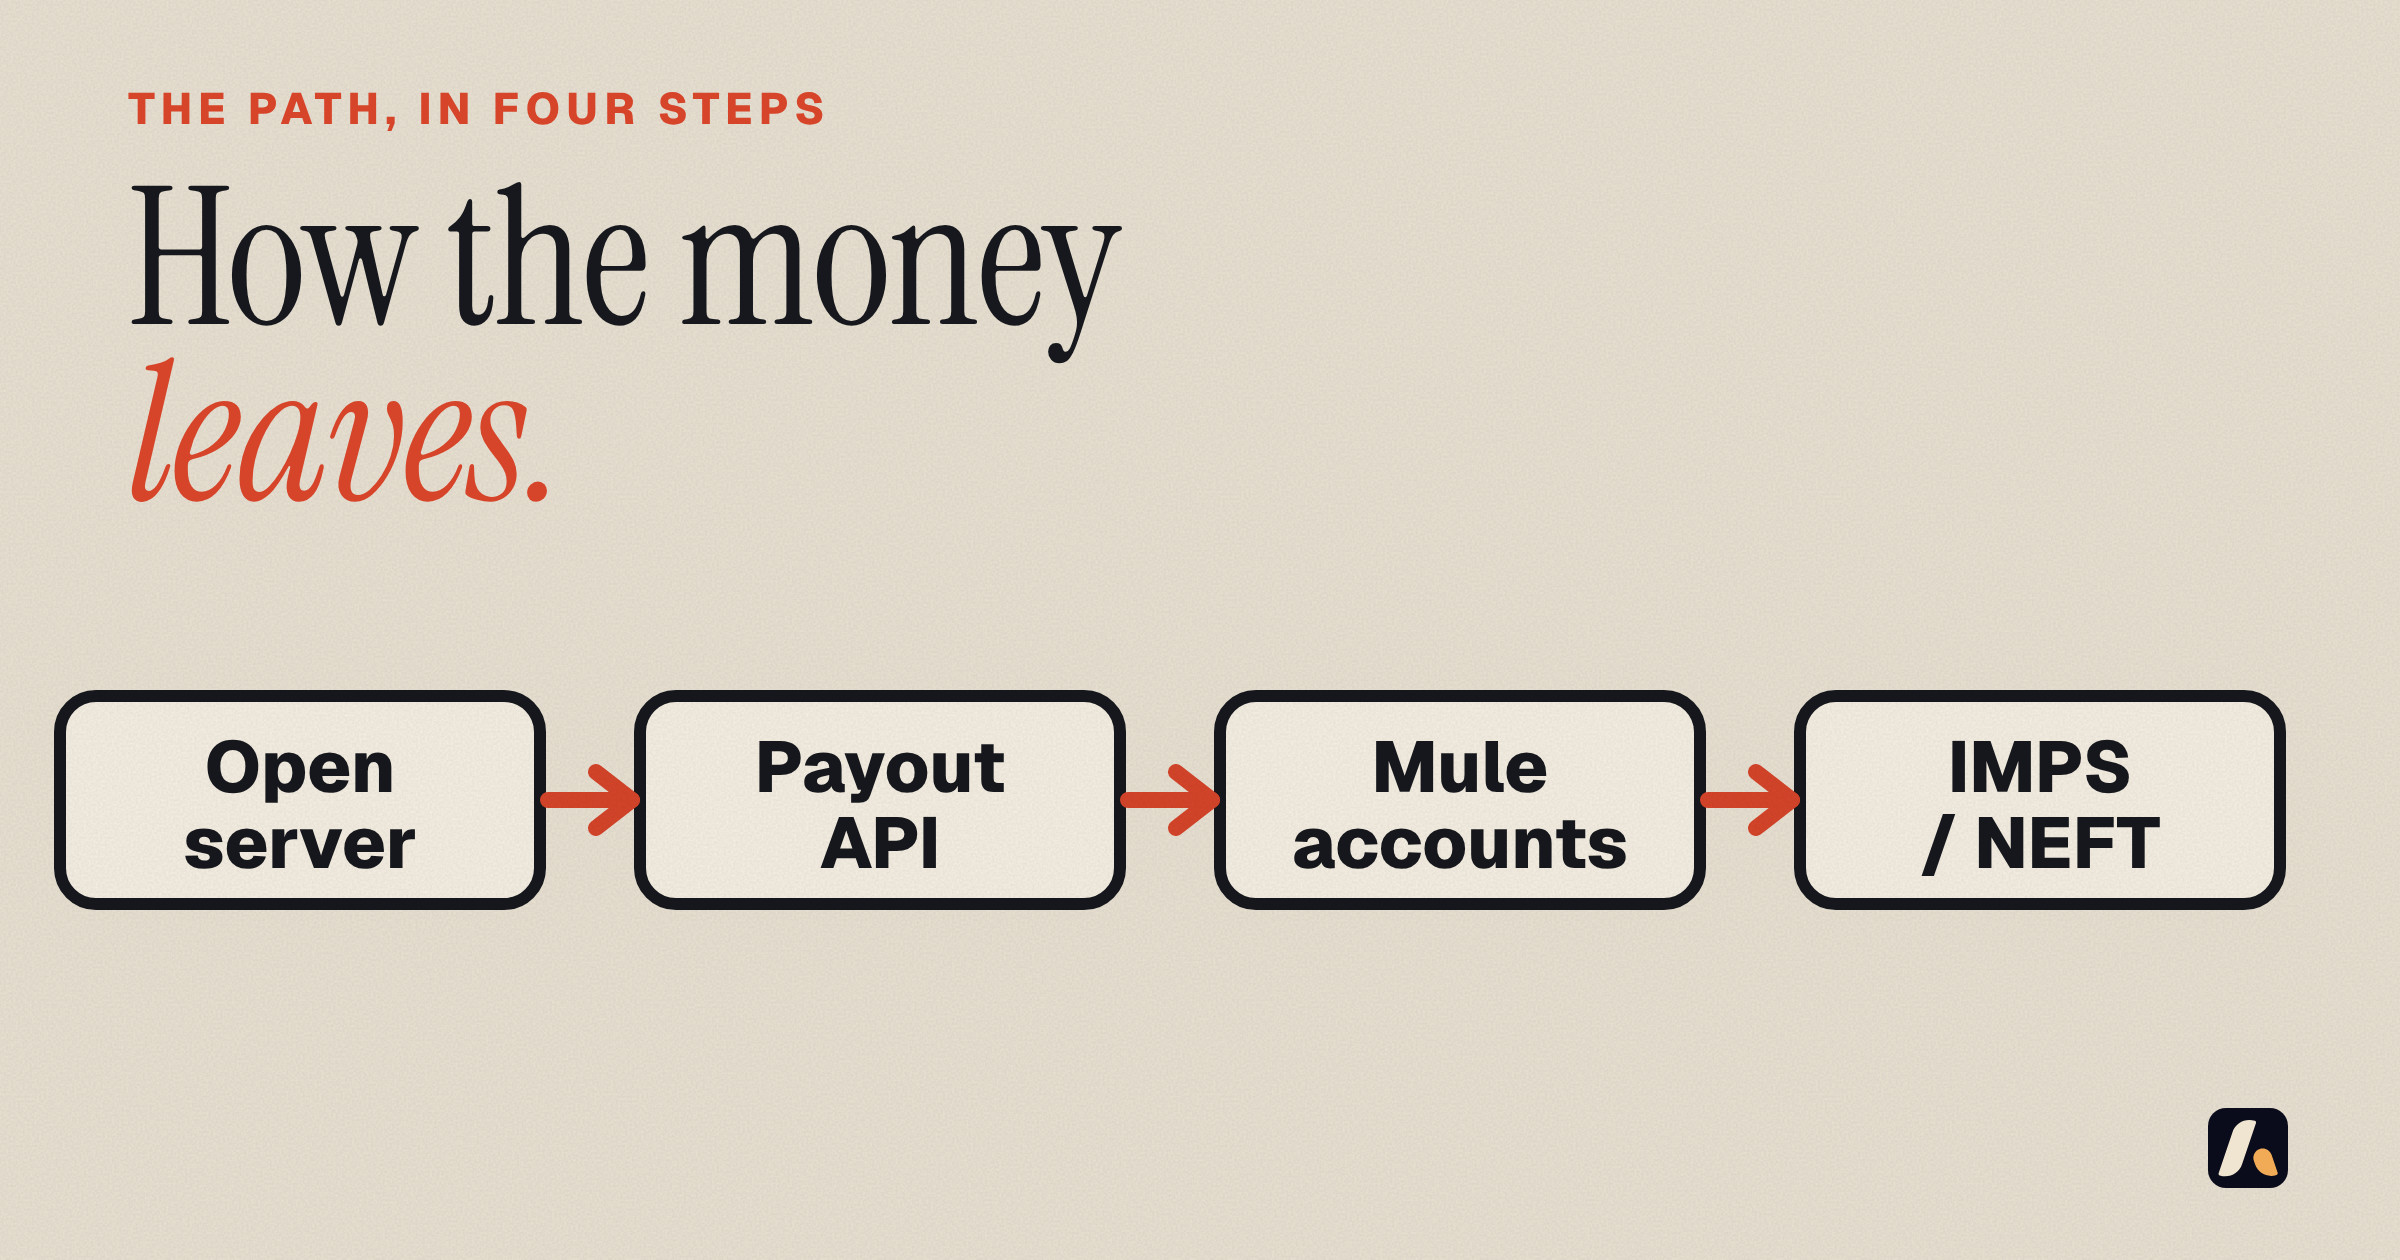 THE PATH, IN FOUR STEPS
How the money
leaves.
Open
server
Payout
API
Mule
accounts
IMPS
/ NEFT